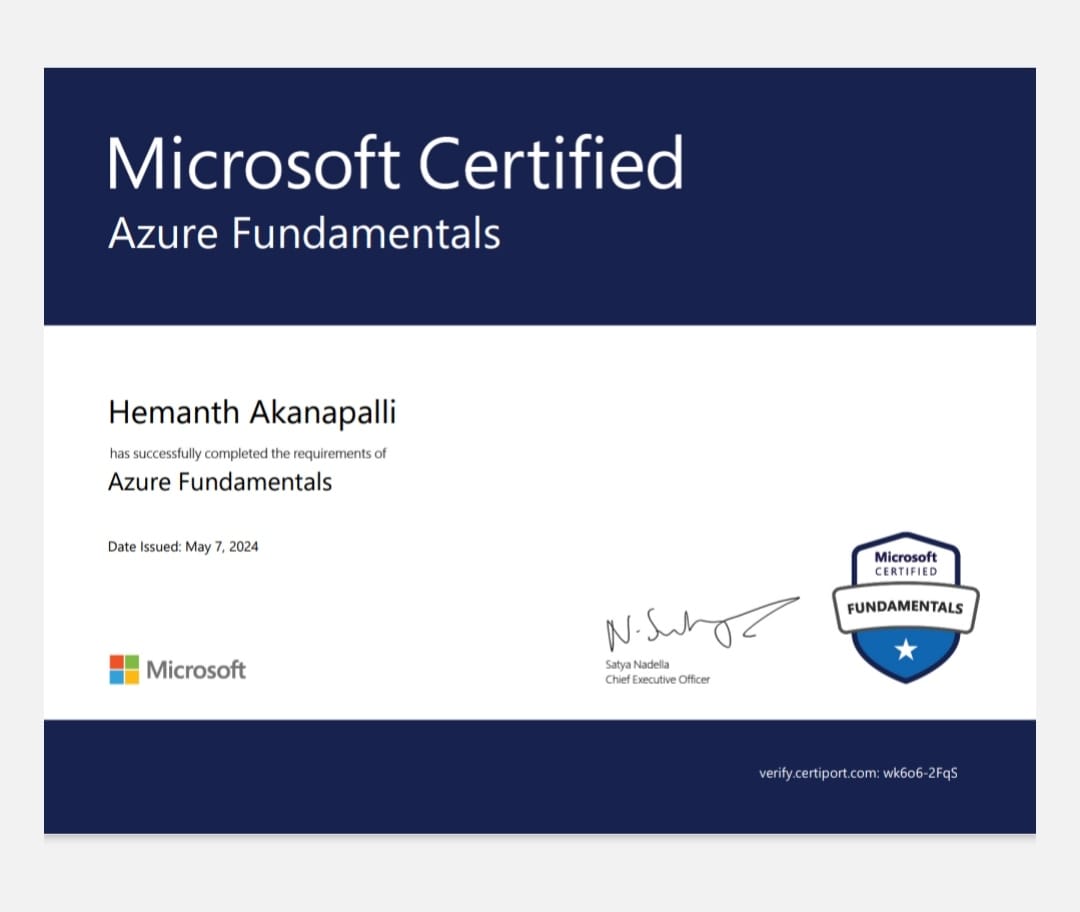 Microsoft Certified
Azure Fundamentals
Hemanth Akanapalli
has successfully completed the requirements of
Azure Fundamentals
Date Issued: May 7, 2024
Microsoft
CERTIFIED
FUNDAMENTALS
N. Satya
Satya Nadella
Chief Executive Officer
Microsoft
verify.certiport.com: wk6o6-2FqS